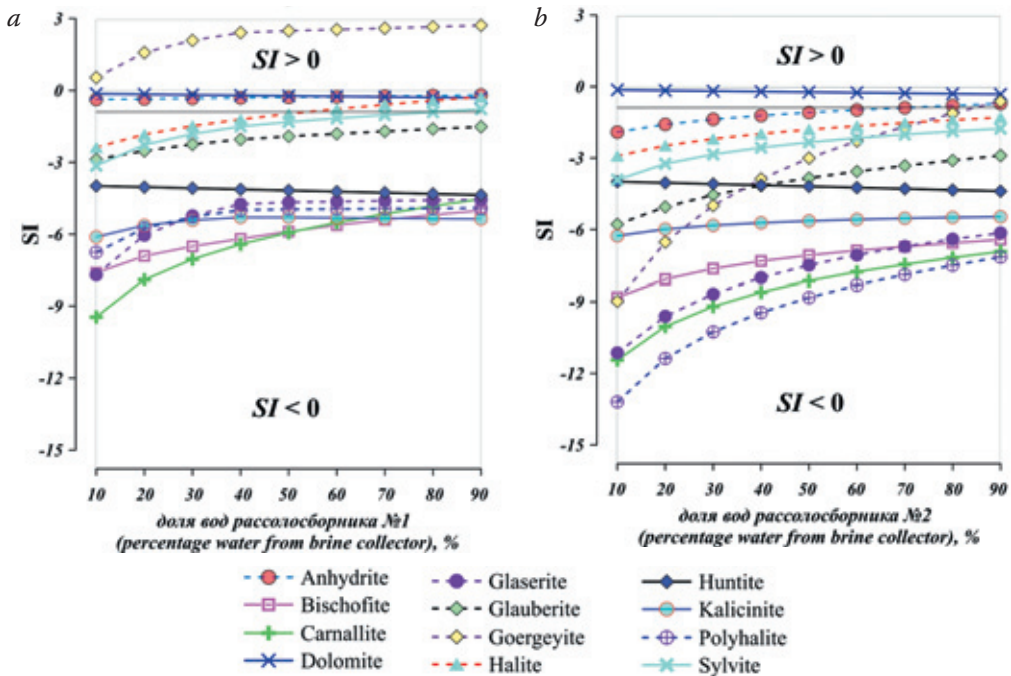 a
b
3
0
-3
-6
-9
-12
-15
SI
SI > 0
SI < 0
10 20 30 40 50 60 70 80 90
доля вод рассолосборника №1
(percentage water from brine collector), %
3
0
-3
-6
-9
-12
-15
SI
SI > 0
SI < 0
10 20 30 40 50 60 70 80 90
доля вод рассолосборника №2
(percentage water from brine collector), %
Anhydrite
Bischofite
Carnallite
Dolomite
Glaserite
Glauberite
Goergeyite
Halite
Huntite
Kalicinite
Polyhalite
Sylvite